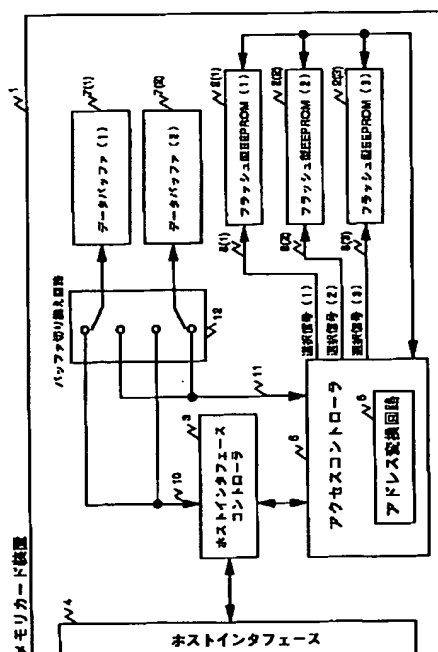 メモリカード装置
1
4
ホストインタフェース
3
ホストインタフェース
コントローラ
10
11
バッファ切り換え回路
12
データバッファ (1)
7(1)
データバッファ (2)
7(2)
アクセスコントローラ
アドレス変換回路
6
選択信号 (1)
選択信号 (2)
選択信号 (3)
8(1)
8(2)
8(3)
フラッシュ型EEPROM (1)
2(1)
フラッシュ型EEPROM (2)
2(2)
フラッシュ型EEPROM (3)
2(3)